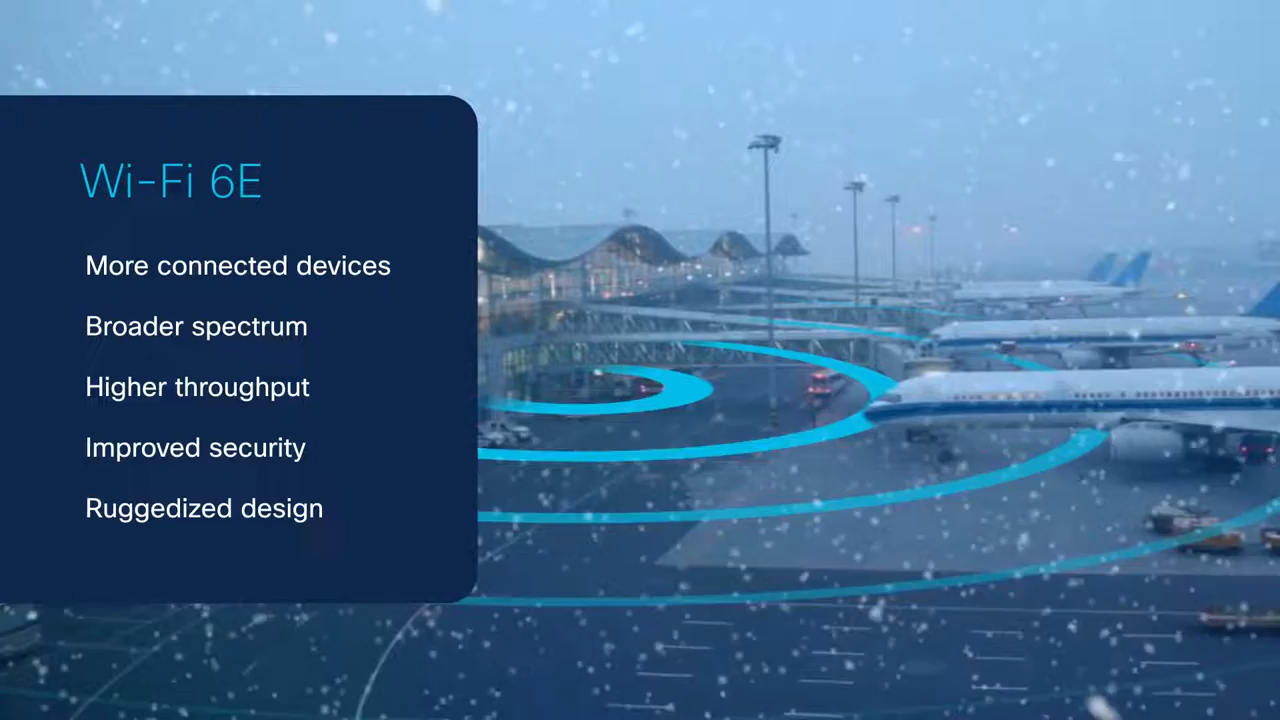 Wi-Fi 6E
More connected devices
Broader spectrum
Higher throughput
Improved security
Ruggedized design